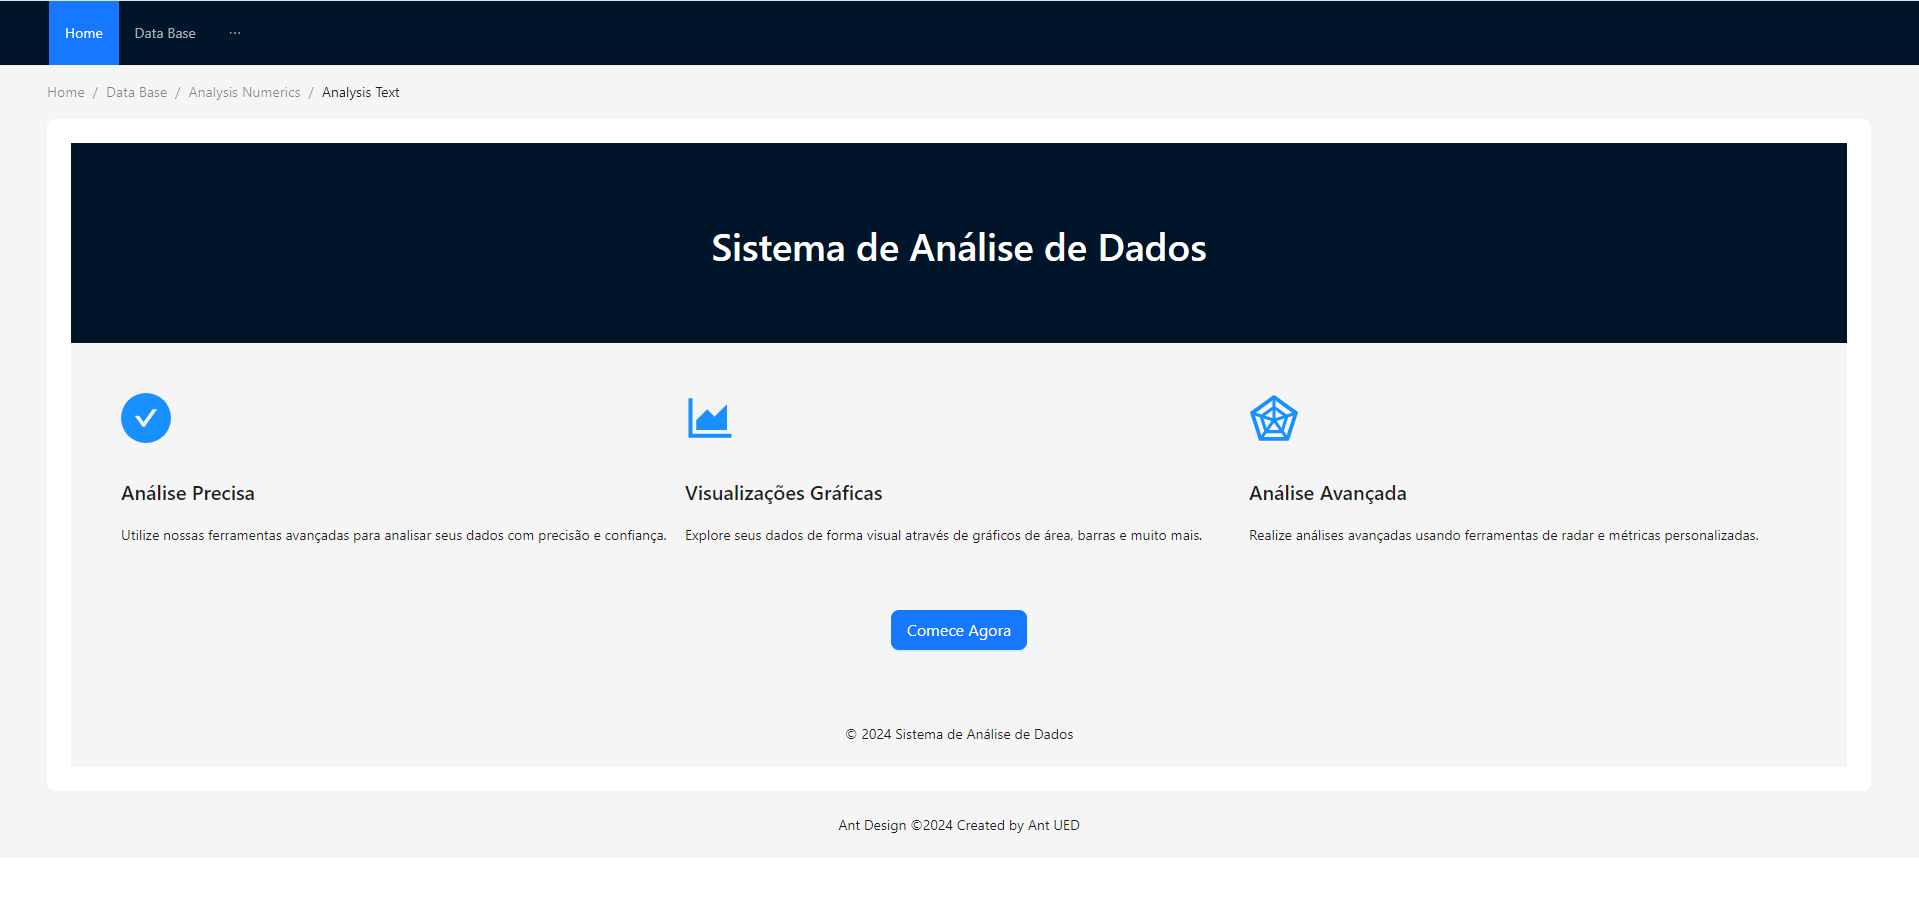 Home Data Base ···
Home / Data Base / Analysis Numerics / Analysis Text
Sistema de Análise de Dados
Análise Precisa
Utilize nossas ferramentas avançadas para analisar seus dados com precisão e confiança.
Visualizações Gráficas
Explore seus dados de forma visual através de gráficos de área, barras e muito mais.
Análise Avançada
Realize análises avançadas usando ferramentas de radar e métricas personalizadas.
Comece Agora
© 2024 Sistema de Análise de Dados
Ant Design ©2024 Created by Ant UED